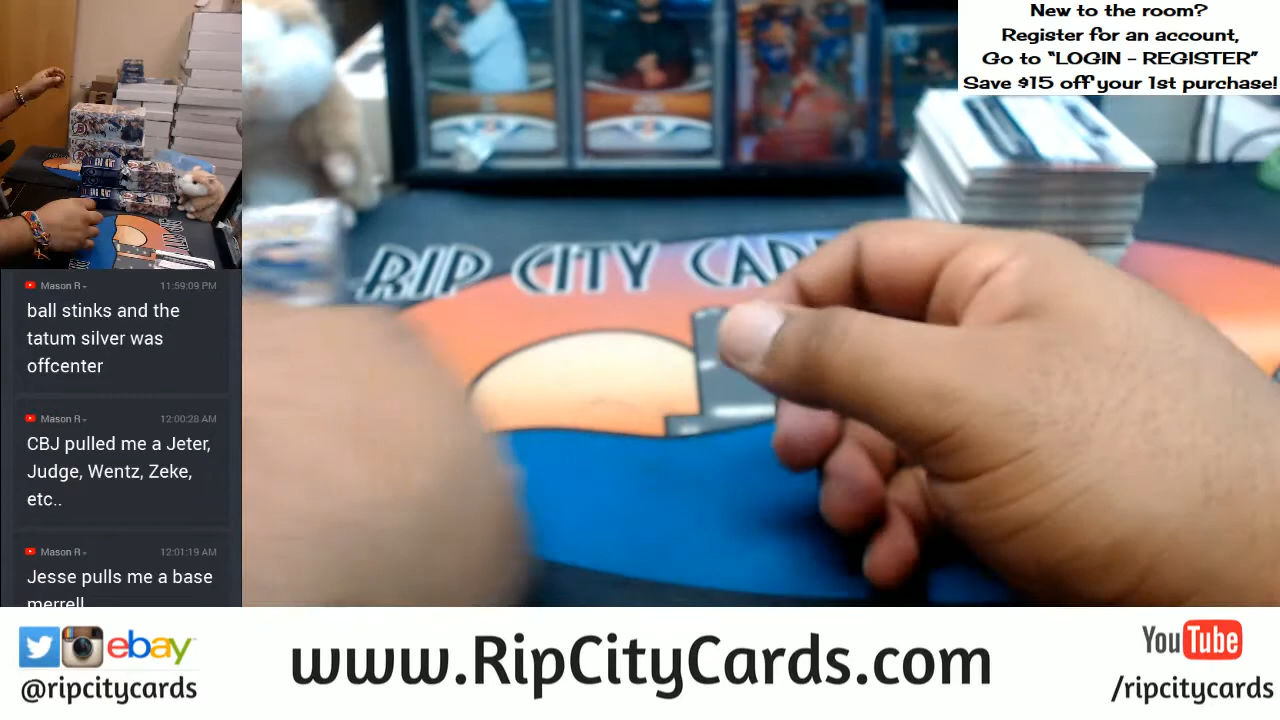 New to the room?
Register for an account,
Go to "LOGIN - REGISTER"
Save $15 off your 1st purchase!
RIP CITY CAR
Mason R 11:59:09 PM
ball stinks and the
tatum silver was
offcenter
Mason R 12:00:28 AM
CBJ pulled me a Jeter,
Judge, Wentz, Zeke,
etc..
Mason R 12:01:19 AM
Jesse pulls me a base
merrell
ebay
@ripcitycards
www.RipCityCards.com
YouTube
/ripcitycards